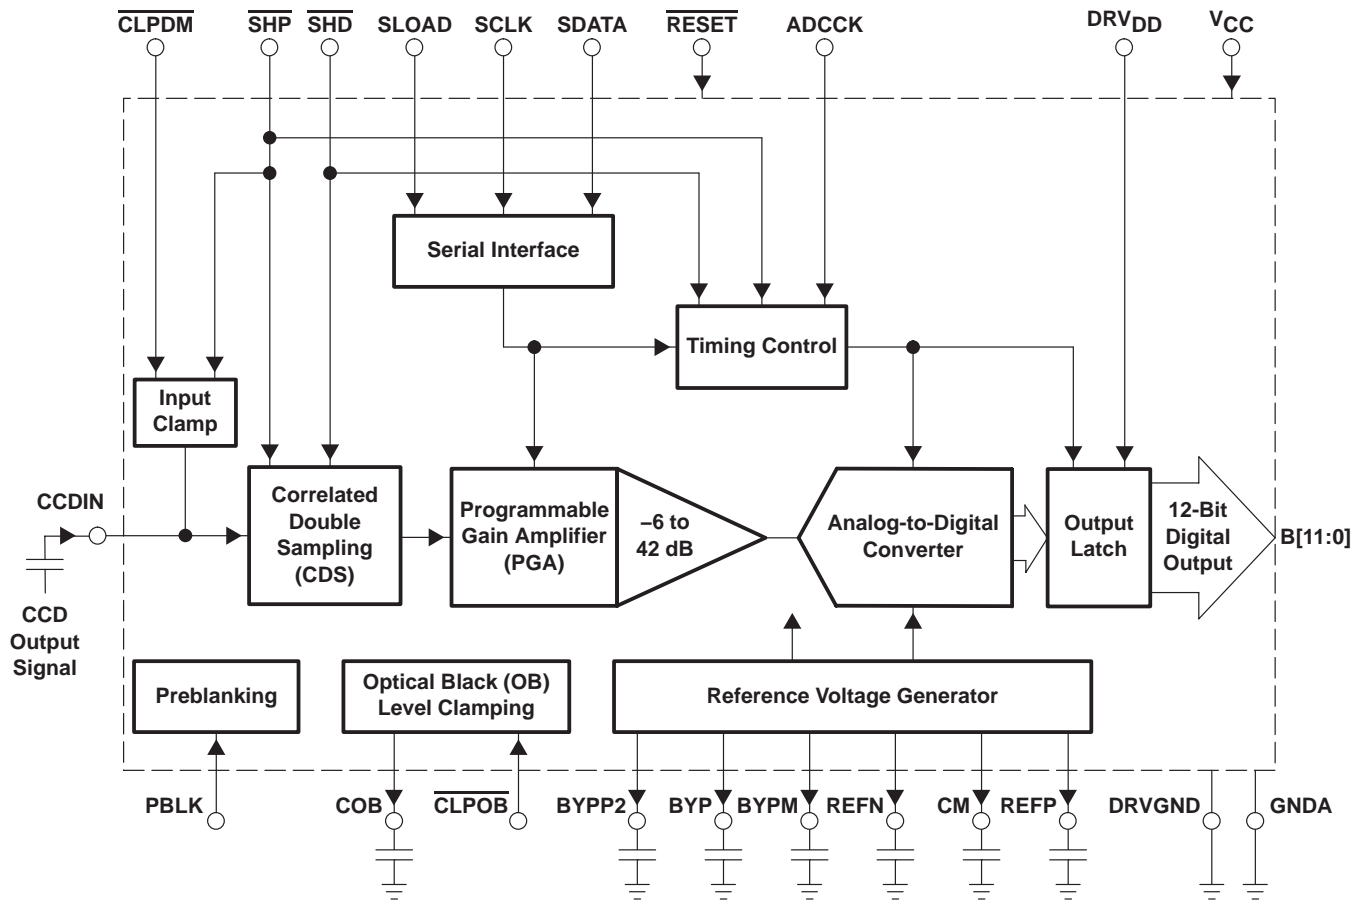 CLPDM SHP SHD SLOAD SCLK SDATA RESET ADCCK DRVDD VCC
Serial Interface
Timing Control
Input
Clamp
CCDIN
CCD
Output
Signal
Correlated
Double
Sampling
(CDS)
Programmable
Gain Amplifier
(PGA)
–6 to
42 dB
Analog-to-Digital
Converter
Output
Latch
12-Bit
Digital
Output
B[11:0]
Preblanking
Optical Black (OB)
Level Clamping
Reference Voltage Generator
PBLK COB CLPOB BYPP2 BYP BYPM REFN CM REFP DRVGND GNDA